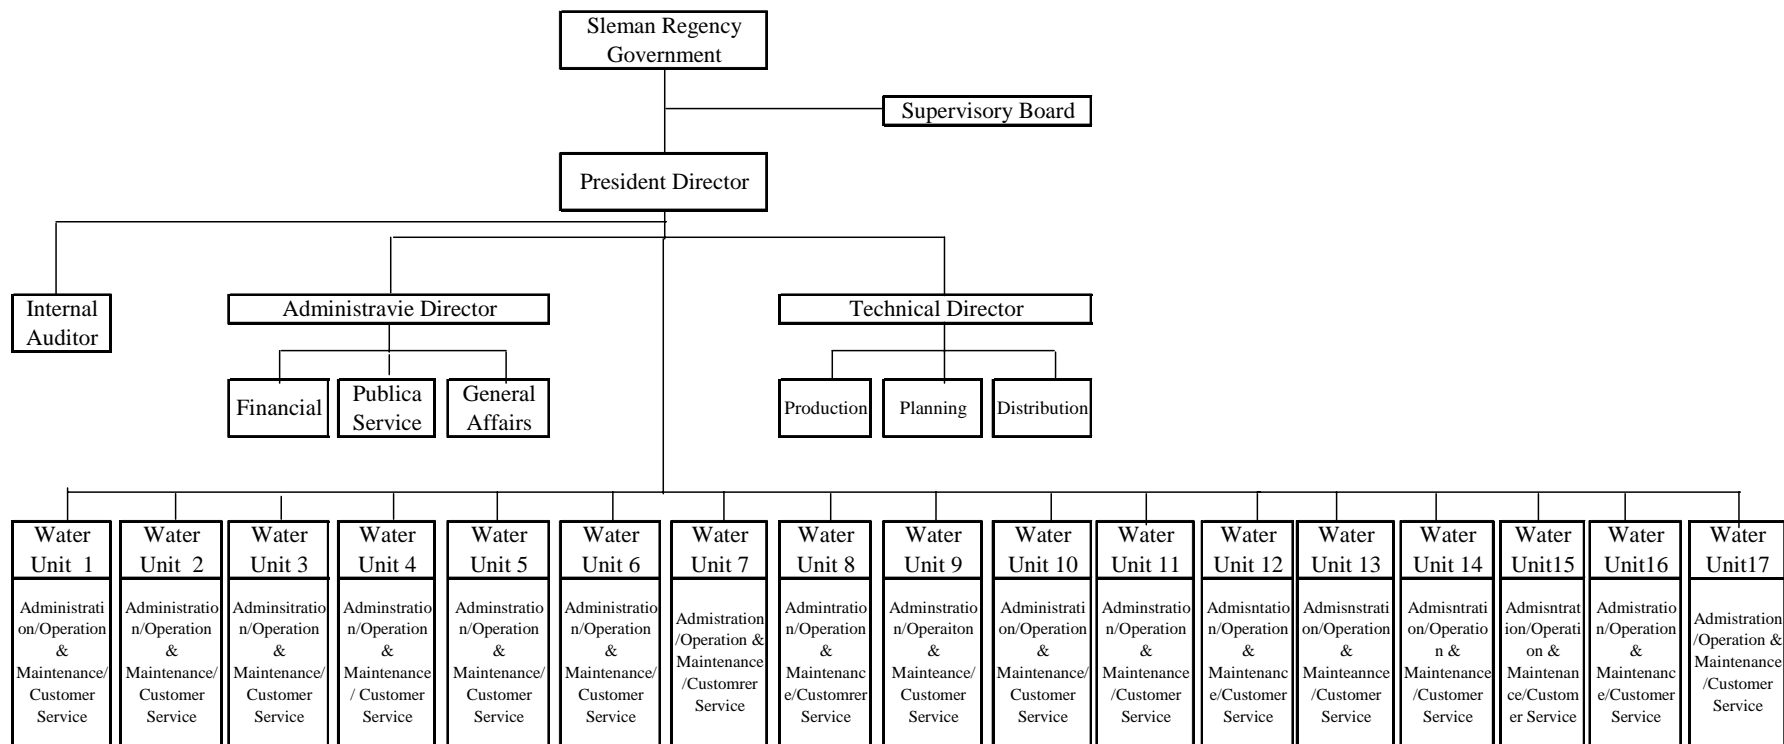 Sleman Regency
Government
Supervisory Board
President Director
Internal
Auditor
Administravie Director
Technical Director
Financial
Publica
Service
General
Affairs
Production
Planning
Distribution
Water
Unit 1
Water
Unit 2
Water
Unit 3
Water
Unit 4
Water
Unit 5
Water
Unit 6
Water
Unit 7
Water
Unit 8
Water
Unit 9
Water
Unit 10
Water
Unit 11
Water
Unit 12
Water
Unit 13
Water
Unit 14
Water
Unit15
Water
Unit16
Water
Unit17
Administrati
on/Operation
&
Maintenance/
Customer
Service
Administratio
n/Operation
&
Maintenance/
Customer
Service
Adminsitratio
n/Operation
&
Maintenance/
Customer
Service
Adminstratio
n/Operation
&
Maintenance
/ Customer
Service
Adminstratio
n/Operation
&
Maintenance/
Customer
Service
Administratio
n/Operation
&
Maintenance/
Customer
Service
Admistration
/Operation &
Maintenance
/Customrer
Service
Admintratio
n/Operation
&
Maintenanc
e/Customrer
Service
Adminstratio
n/Operaiton
&
Mainteance/
Customer
Service
Administrati
on/Operation
&
Maintenance/
Customer
Service
Adminstratio
n/Operation
&
Maintenance
/Customer
Service
Admisntatio
n/Operation
&
Maintenanc
e/Customer
Service
Admisnstrati
on/Operation
&
Mainteannce
/Customer
Service
Admisntrati
on/Operatio
n &
Maintenance
/Customer
Service
Admisntrat
ion/Operati
on &
Maintenan
ce/Custom
er Service
Admistratio
n/Operation
&
Maintenanc
e/Customer
Service
Admistration
/Operation &
Maintenance
/Customer
Service